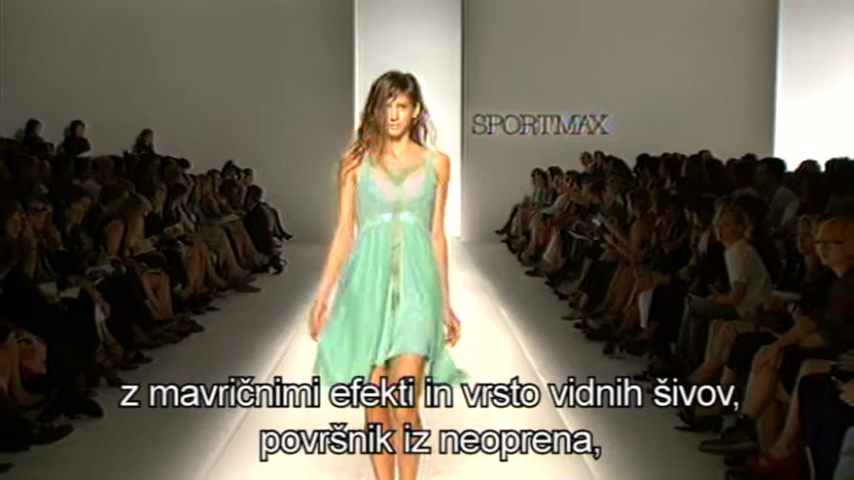 SPORTMAX
z mavričnimi efekti in vrsto vidnih šivov,
površnik iz neoprena,